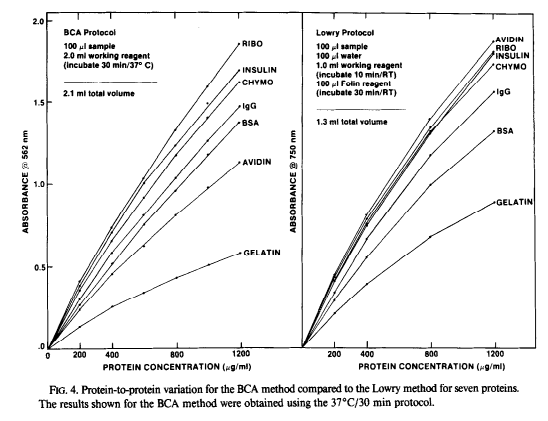 BCA Protocol
100 µl sample
2.0 ml working reagent
(incubate 30 min/37° C)
2.1 ml total volume
RIBO
INSULIN
CHYMO
IgG
BSA
AVIDIN
GELATIN
2.0
1.5
1.0
0.5
.0
ABSORBANCE @ 562 nm
0 200 400 600 800 1000 1200
PROTEIN CONCENTRATION (µg/ml)
Lowry Protocol
100 µl sample
100 µl water
1.0 ml working reagent
(incubate 10 min/RT)
100 µl Folin reagent
(incubate 30 min/RT)
1.3 ml total volume
AVIDIN
RIBO
INSULIN
CHYMO
IgG
BSA
GELATIN
ABSORBANCE @ 750 nm
200 400 600 800 1000 1200
PROTEIN CONCENTRATION (µg/ml)
FIG. 4. Protein-to-protein variation for the BCA method compared to the Lowry method for seven proteins.
The results shown for the BCA method were obtained using the 37°C/30 min protocol.